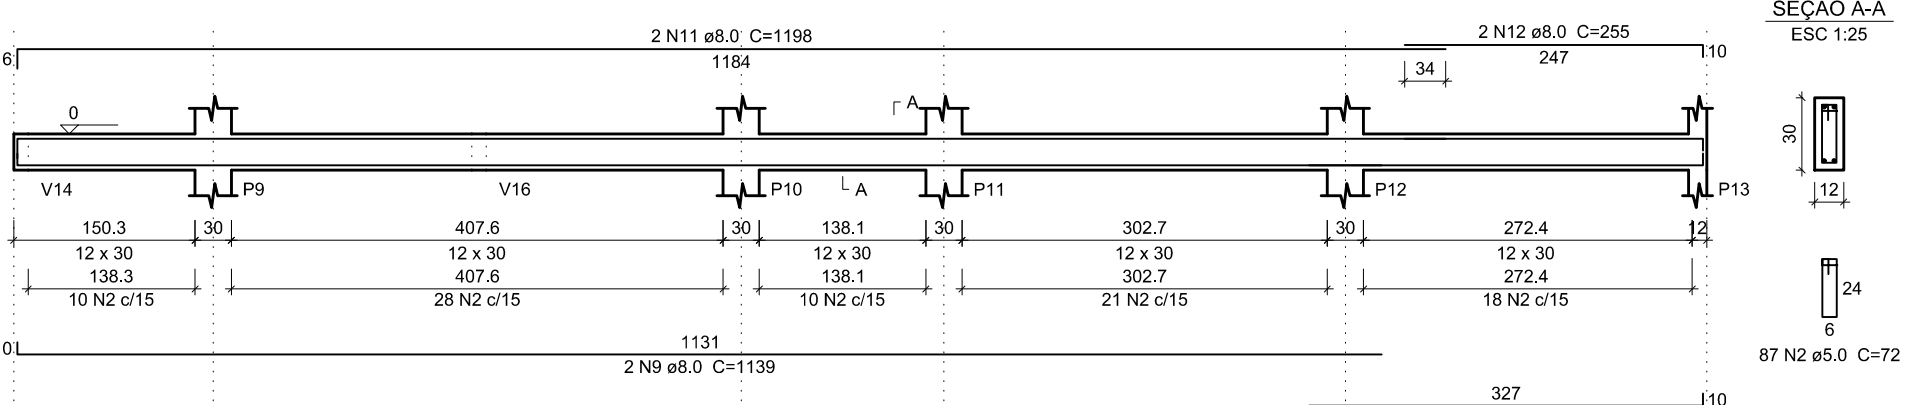 SEÇÃO A-A
ESC 1:25
2 N11 ø8.0 C=1198
1184
2 N12 ø8.0 C=255
247
6
10
34
0
A
A
30
12
V14
P9
V16
P10
P11
P12
P13
150.3
30
407.6
30
138.1
30
302.7
30
272.4
12
12 x 30
12 x 30
12 x 30
12 x 30
12 x 30
138.3
407.6
138.1
302.7
272.4
10 N2 c/15
28 N2 c/15
10 N2 c/15
21 N2 c/15
18 N2 c/15
24
6
87 N2 ø5.0 C=72
1131
2 N9 ø8.0 C=1139
327
10